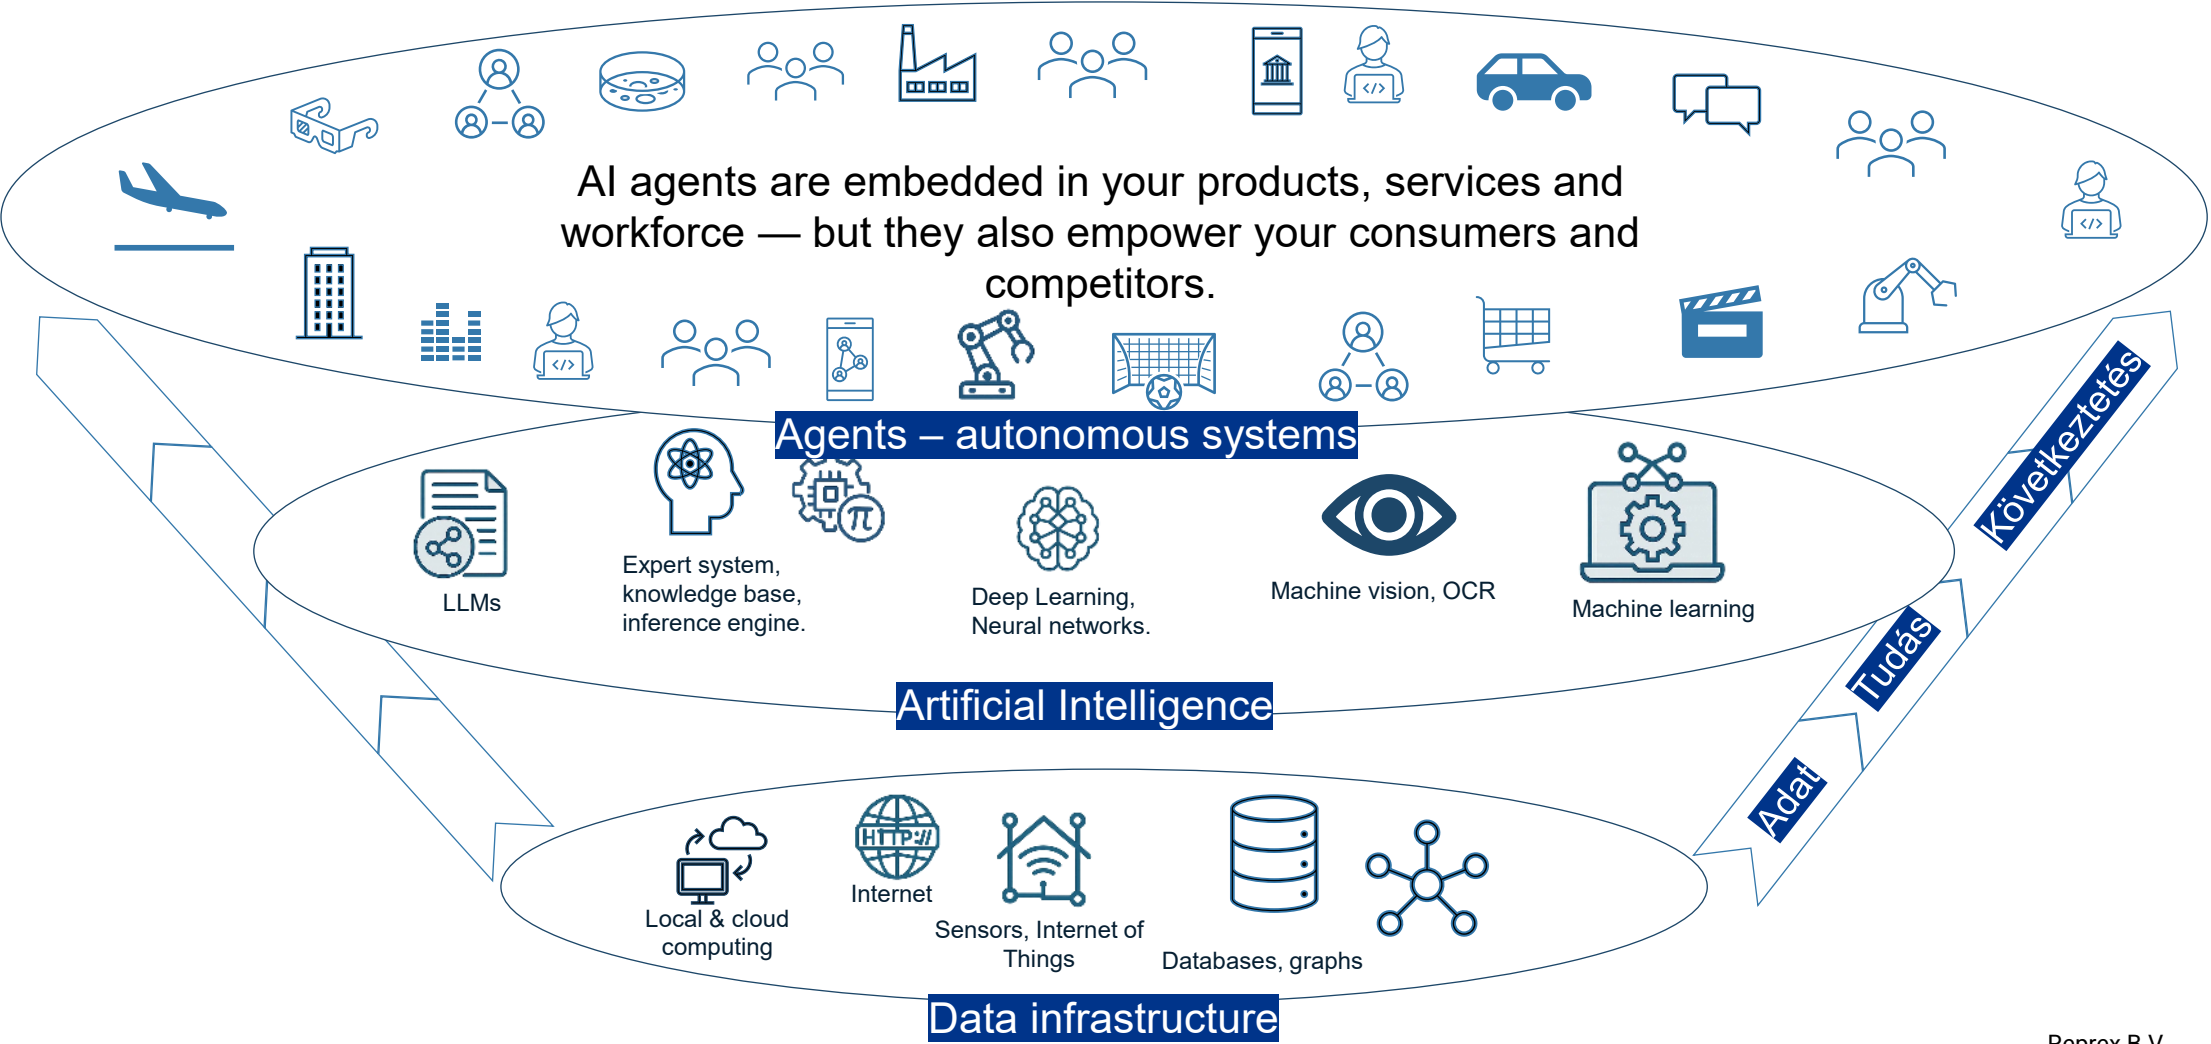 AI agents are embedded in your products, services and
workforce — but they also empower your consumers and
competitors.
Agents – autonomous systems
LLMs
Expert system,
knowledge base,
inference engine.
π
Deep Learning,
Neural networks.
Machine vision, OCR
Machine learning
Artificial Intelligence
Következtetés
Tudás
Adat
Local & cloud
computing
HTTP://
Internet
Sensors, Internet of
Things
Databases, graphs
Data infrastructure
Reprex B.V.